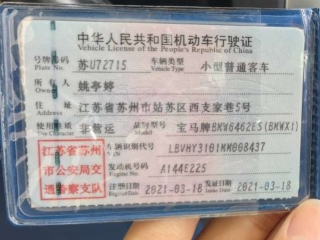 中华人民共和国机动车行驶证
Vehicle License of the People's Republic of China
号牌号码 苏U72715 车辆类型 小型普通客车
Plate No. Vehicle Type
所有人 姚亭婷
Owner
住址 江苏省苏州市姑苏区西支家巷5号
Address
使用性质 非营运 品牌型号 宝马牌BMW6462ES(BMWX1)
Use Character Model
江苏省苏州 车辆识别代号 LBVHY3101MM008437
市公安局交 发动机号码 A144E225
通警察支队 注册日期 2021-03-18 发证日期 2021-03-18